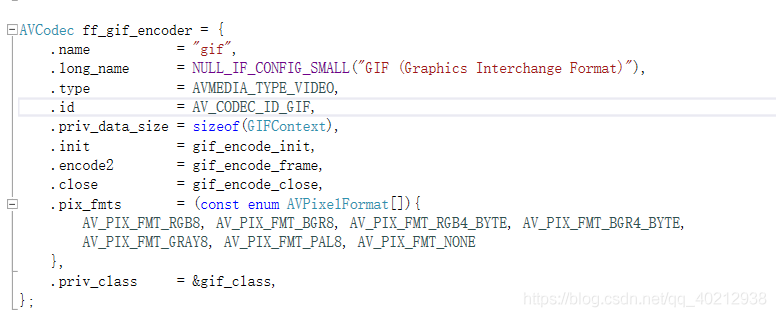 AVCodec ff_gif_encoder = {
    .name           = "gif",
    .long_name      = NULL_IF_CONFIG_SMALL("GIF (Graphics Interchange Format)"),
    .type           = AVMEDIA_TYPE_VIDEO,
    .id             = AV_CODEC_ID_GIF,
    .priv_data_size = sizeof(GIFContext),
    .init           = gif_encode_init,
    .encode2        = gif_encode_frame,
    .close          = gif_encode_close,
    .pix_fmts       = (const enum AVPixelFormat[]){
        AV_PIX_FMT_RGB8, AV_PIX_FMT_BGR8, AV_PIX_FMT_RGB4_BYTE, AV_PIX_FMT_BGR4_BYTE,
        AV_PIX_FMT_GRAY8, AV_PIX_FMT_PAL8, AV_PIX_FMT_NONE
    },
    .priv_class     = &gif_class,
};
https://blog.csdn.net/qq_40212938